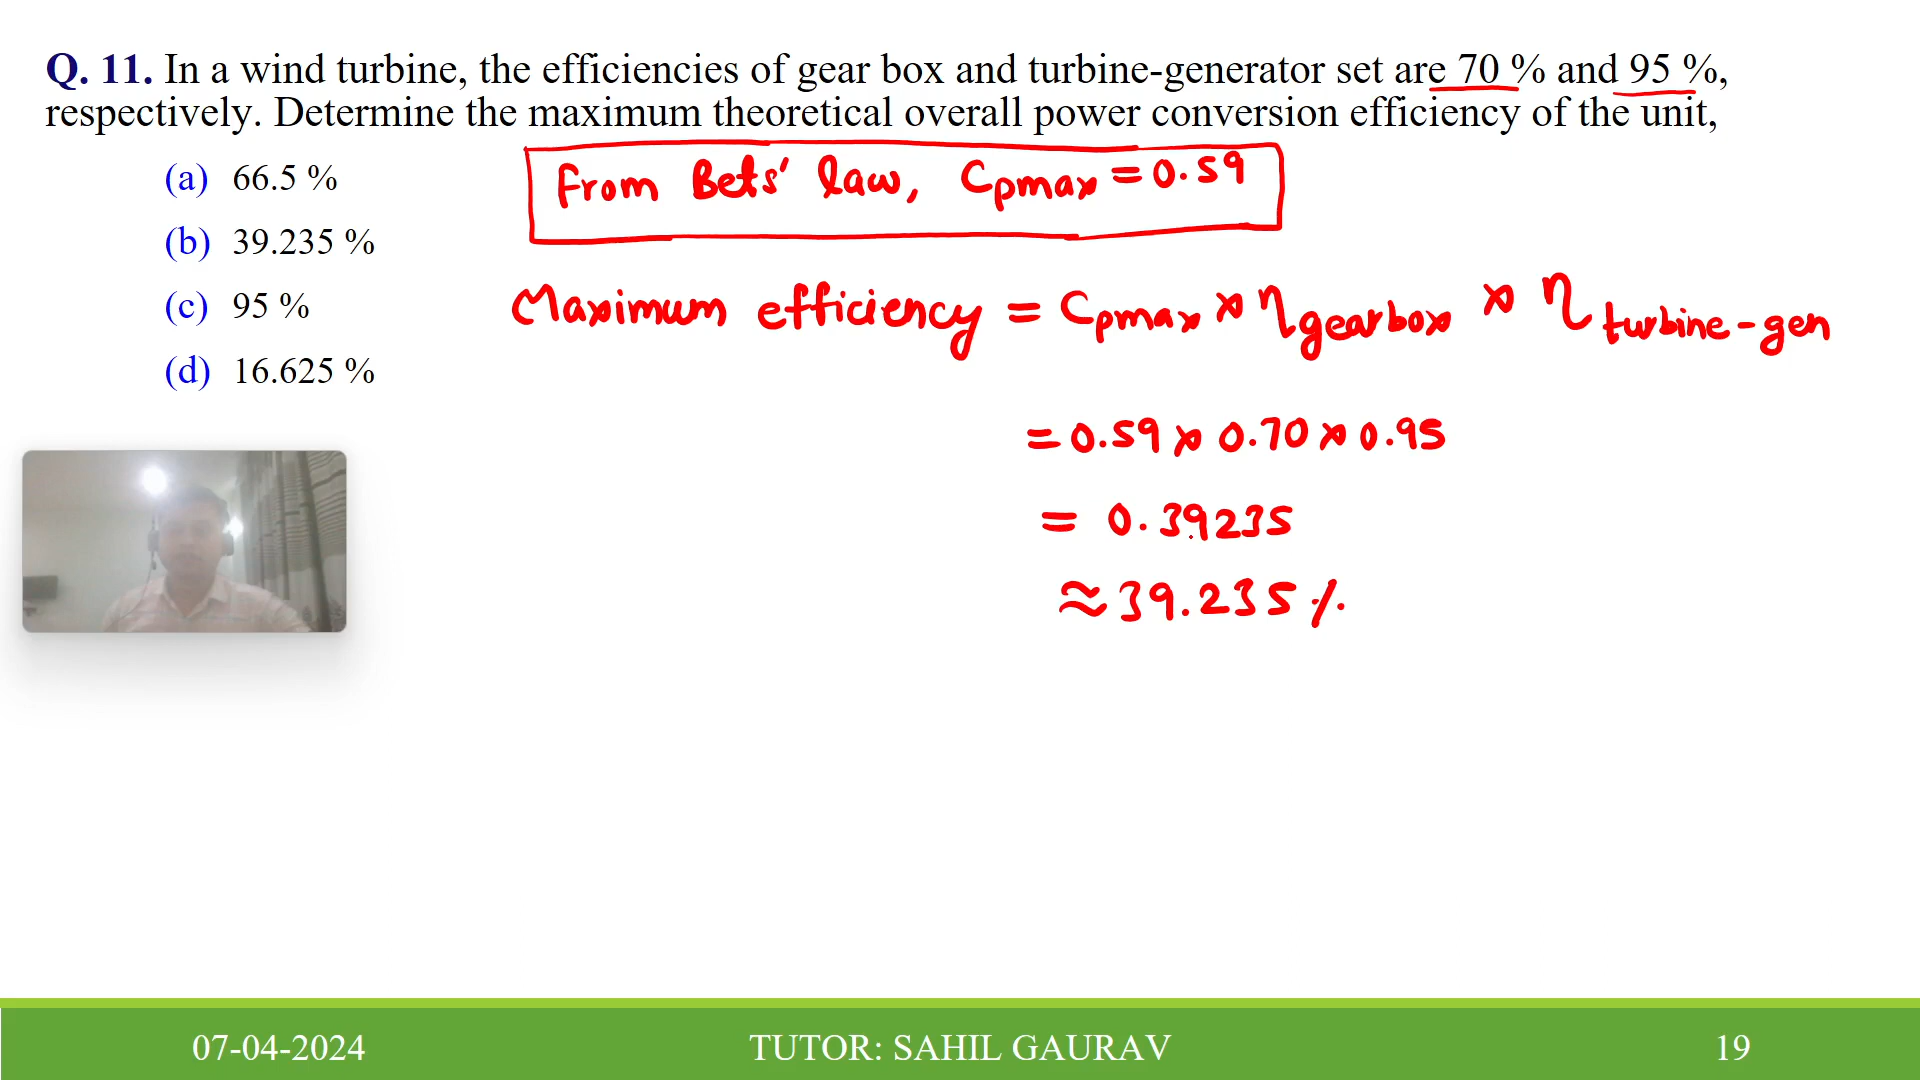 Q. 11. In a wind turbine, the efficiencies of gear box and turbine-generator set are 70 % and 95 %,
respectively. Determine the maximum theoretical overall power conversion efficiency of the unit,
(a) 66.5 %
(b) 39.235 %
(c) 95 %
(d) 16.625 %
From Bets' law, Cpmax = 0.59
Maximum efficiency = Cpmax × η gearbox × η turbine-gen
= 0.59 × 0.70 × 0.95
= 0.39235
≈ 39.235 %
07-04-2024 TUTOR: SAHIL GAURAV 19